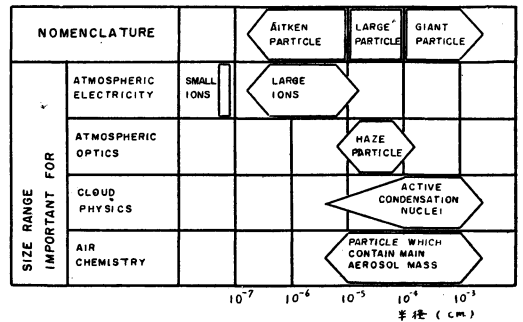 NOMENCLATURE
AITKEN
PARTICLE
LARGE
PARTICLE
GIANT
PARTICLE
SIZE RANGE
IMPORTANT FOR
ATMOSPHERIC
ELECTRICITY
SMALL
IONS
LARGE
IONS
ATMOSPHERIC
OPTICS
HAZE
PARTICLE
CLOUD
PHYSICS
ACTIVE
CONDENSATION
NUCLEI
AIR
CHEMISTRY
PARTICLE WHICH
CONTAIN MAIN
AEROSOL MASS
10⁻⁷ 10⁻⁶ 10⁻⁵ 10⁻⁴ 10⁻³
半径 (cm)